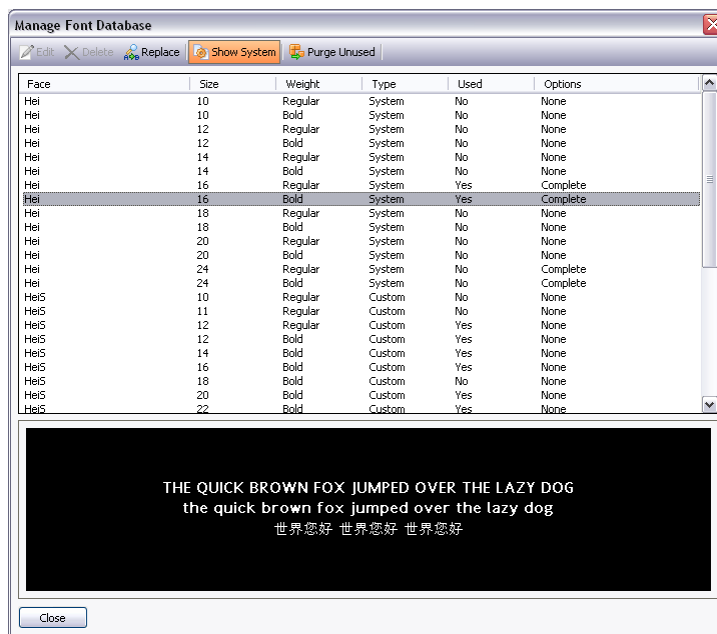 Manage Font Database
Edit Delete Replace Show System Purge Unused
Face Size Weight Type Used Options
Hei 10 Regular System No None
Hei 10 Bold System No None
Hei 12 Regular System No None
Hei 12 Bold System No None
Hei 14 Regular System No None
Hei 14 Bold System No None
Hei 16 Regular System Yes Complete
Hei 16 Bold System Yes Complete
Hei 18 Regular System No None
Hei 18 Bold System No None
Hei 20 Regular System No None
Hei 20 Bold System No None
Hei 24 Regular System No Complete
Hei 24 Bold System No Complete
HeiS 10 Regular Custom No None
HeiS 11 Regular Custom No None
HeiS 12 Regular Custom Yes None
HeiS 12 Bold Custom Yes None
HeiS 14 Bold Custom Yes None
HeiS 16 Bold Custom Yes None
HeiS 18 Bold Custom No None
HeiS 20 Bold Custom Yes None
HeiS 22 Bold Custom Yes None
THE QUICK BROWN FOX JUMPED OVER THE LAZY DOG
the quick brown fox jumped over the lazy dog
世界您好 世界您好 世界您好
Close